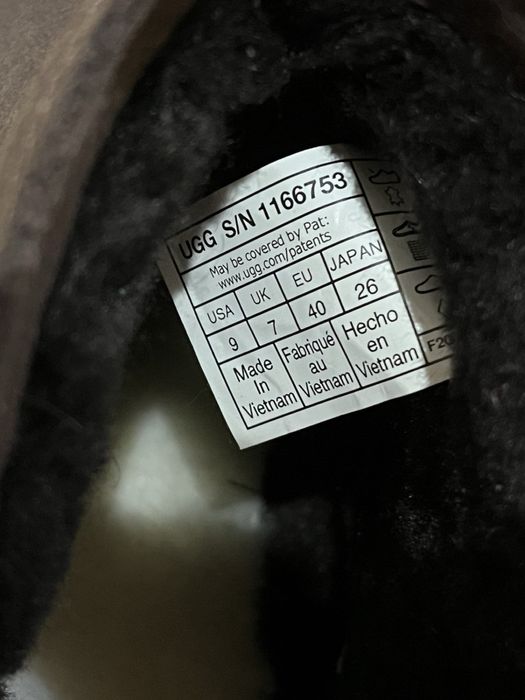 UGG S/N 1166753
May be covered by Pat:
www.ugg.com/patents
USA UK EU JAPAN
9 7 40 26
Made In Vietnam
Fabriqué au Vietnam
Hecho en Vietnam
F20